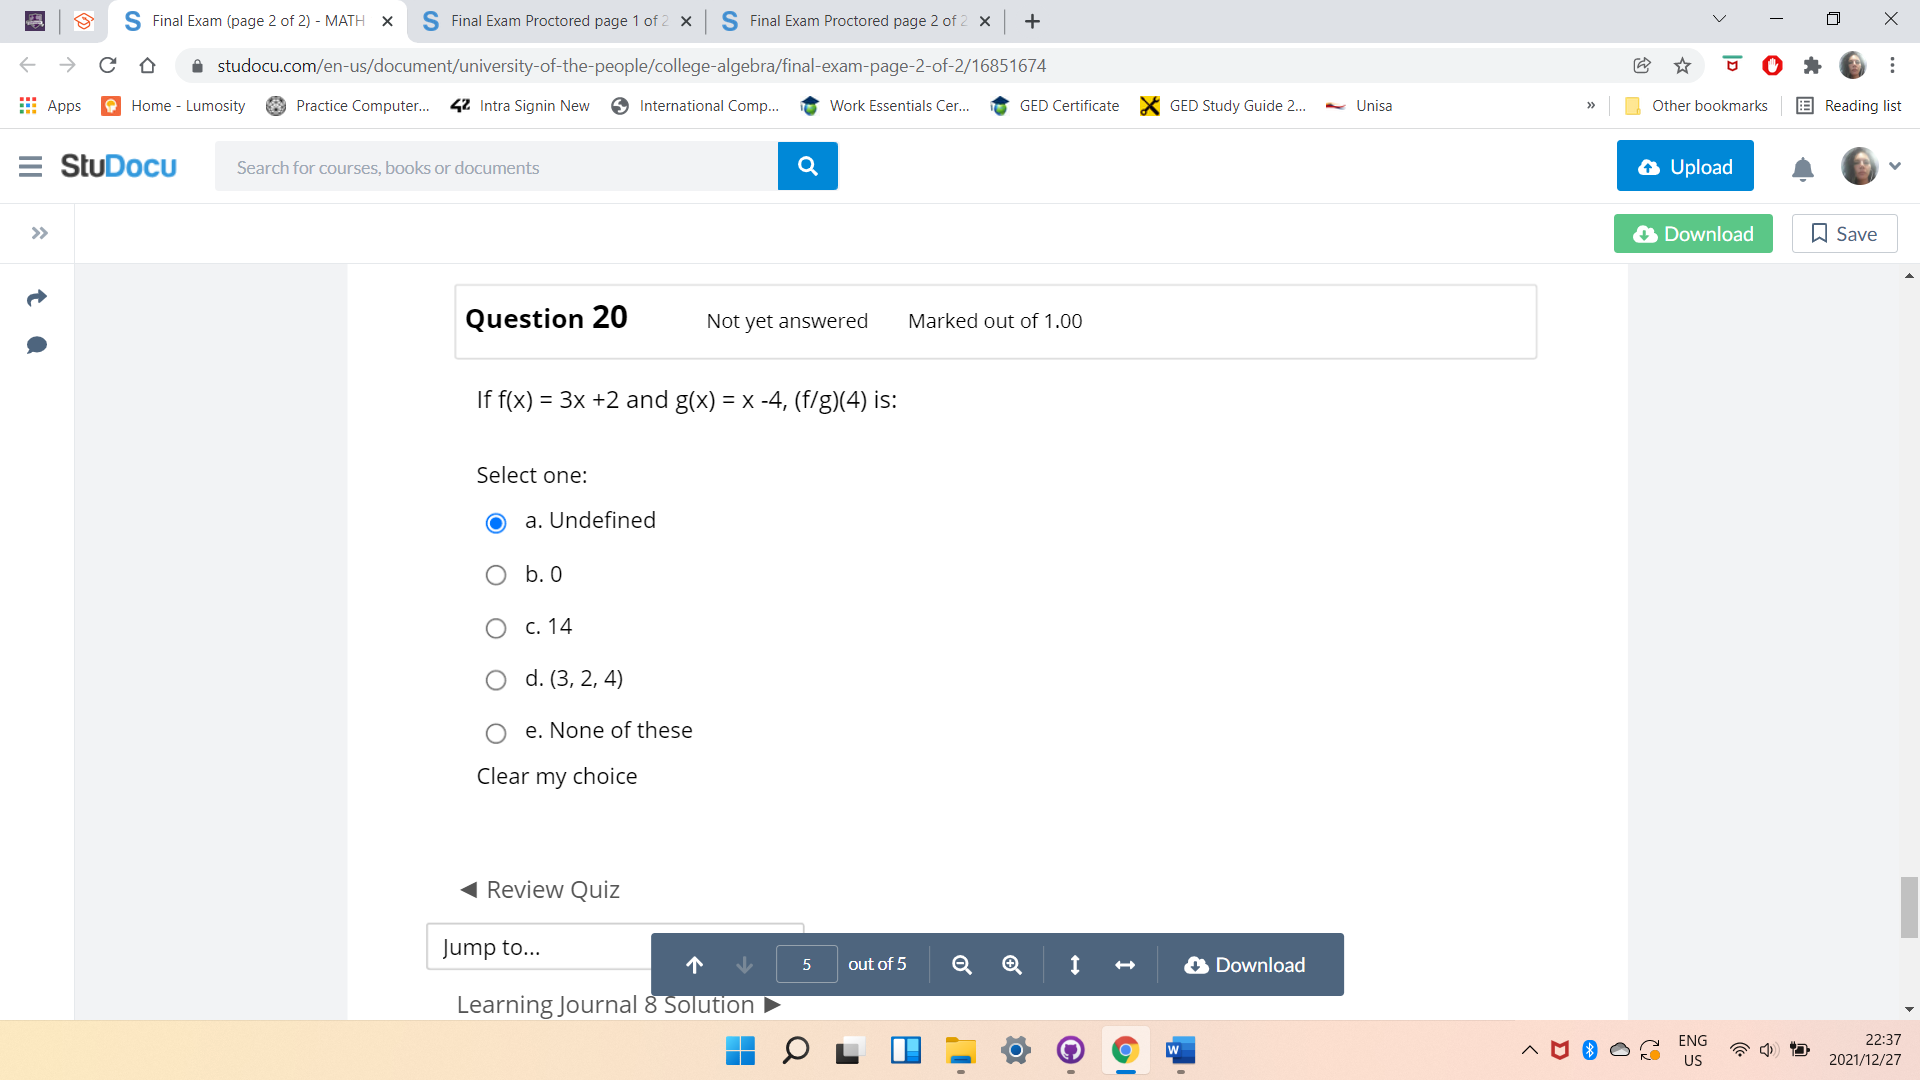 Final Exam (page 2 of 2) - MATH
Final Exam Proctored page 1 of 2
Final Exam Proctored page 2 of 2
studocu.com/en-us/document/university-of-the-people/college-algebra/final-exam-page-2-of-2/16851674
Apps
Home - Lumosity
Practice Computer...
42 Intra Signin New
International Comp...
Work Essentials Cer...
GED Certificate
GED Study Guide 2...
Unisa
»
Other bookmarks
Reading list
StuDocu
Search for courses, books or documents
Upload
Download
Save
Question 20
Not yet answered
Marked out of 1.00
If f(x) = 3x +2 and g(x) = x -4, (f/g)(4) is:
Select one:
a. Undefined
b. 0
c. 14
d. (3, 2, 4)
e. None of these
Clear my choice
◄ Review Quiz
Jump to...
5 out of 5
Download
Learning Journal 8 Solution ►
ENG
US
22:37
2021/12/27